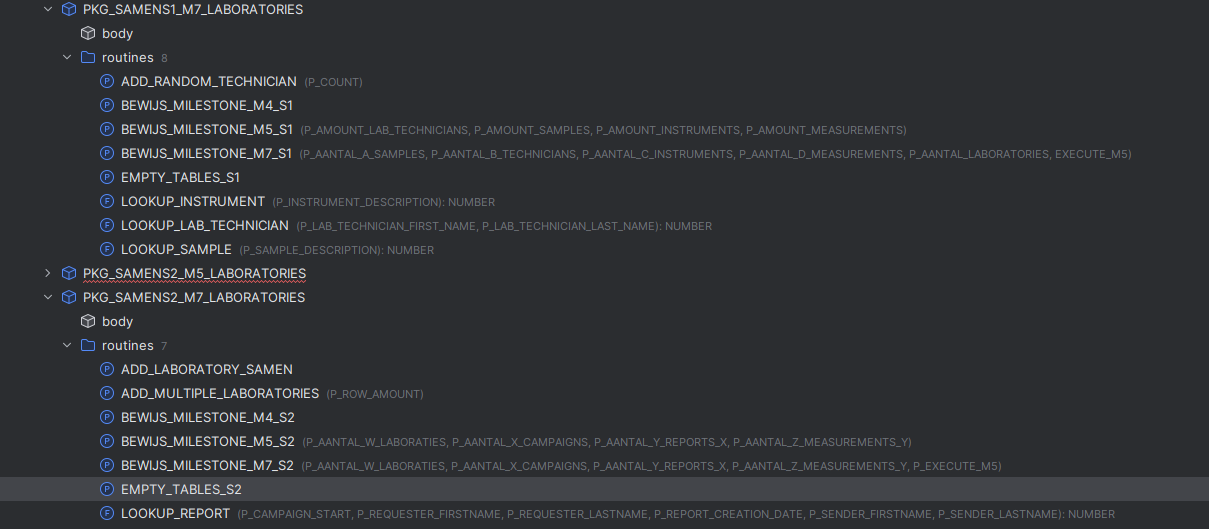 PKG_SAMENS1_M7_LABORATORIES
body
routines 8
ADD_RANDOM_TECHNICIAN (P_COUNT)
BEWIJS_MILESTONE_M4_S1
BEWIJS_MILESTONE_M5_S1 (P_AMOUNT_LAB_TECHNICIANS, P_AMOUNT_SAMPLES, P_AMOUNT_INSTRUMENTS, P_AMOUNT_MEASUREMENTS)
BEWIJS_MILESTONE_M7_S1 (P_AANTAL_A_SAMPLES, P_AANTAL_B_TECHNICIANS, P_AANTAL_C_INSTRUMENTS, P_AANTAL_D_MEASUREMENTS, P_AANTAL_LABORATORIES, EXECUTE_M5)
EMPTY_TABLES_S1
LOOKUP_INSTRUMENT (P_INSTRUMENT_DESCRIPTION): NUMBER
LOOKUP_LAB_TECHNICIAN (P_LAB_TECHNICIAN_FIRST_NAME, P_LAB_TECHNICIAN_LAST_NAME): NUMBER
LOOKUP_SAMPLE (P_SAMPLE_DESCRIPTION): NUMBER
PKG_SAMENS2_M5_LABORATORIES
PKG_SAMENS2_M7_LABORATORIES
body
routines 7
ADD_LABORATORY_SAMEN
ADD_MULTIPLE_LABORATORIES (P_ROW_AMOUNT)
BEWIJS_MILESTONE_M4_S2
BEWIJS_MILESTONE_M5_S2 (P_AANTAL_W_LABORATIES, P_AANTAL_X_CAMPAIGNS, P_AANTAL_Y_REPORTS_X, P_AANTAL_Z_MEASUREMENTS_Y)
BEWIJS_MILESTONE_M7_S2 (P_AANTAL_W_LABORATIES, P_AANTAL_X_CAMPAIGNS, P_AANTAL_Y_REPORTS_X, P_AANTAL_Z_MEASUREMENTS_Y, P_EXECUTE_M5)
EMPTY_TABLES_S2
LOOKUP_REPORT (P_CAMPAIGN_START, P_REQUESTER_FIRSTNAME, P_REQUESTER_LASTNAME, P_REPORT_CREATION_DATE, P_SENDER_FIRSTNAME, P_SENDER_LASTNAME): NUMBER